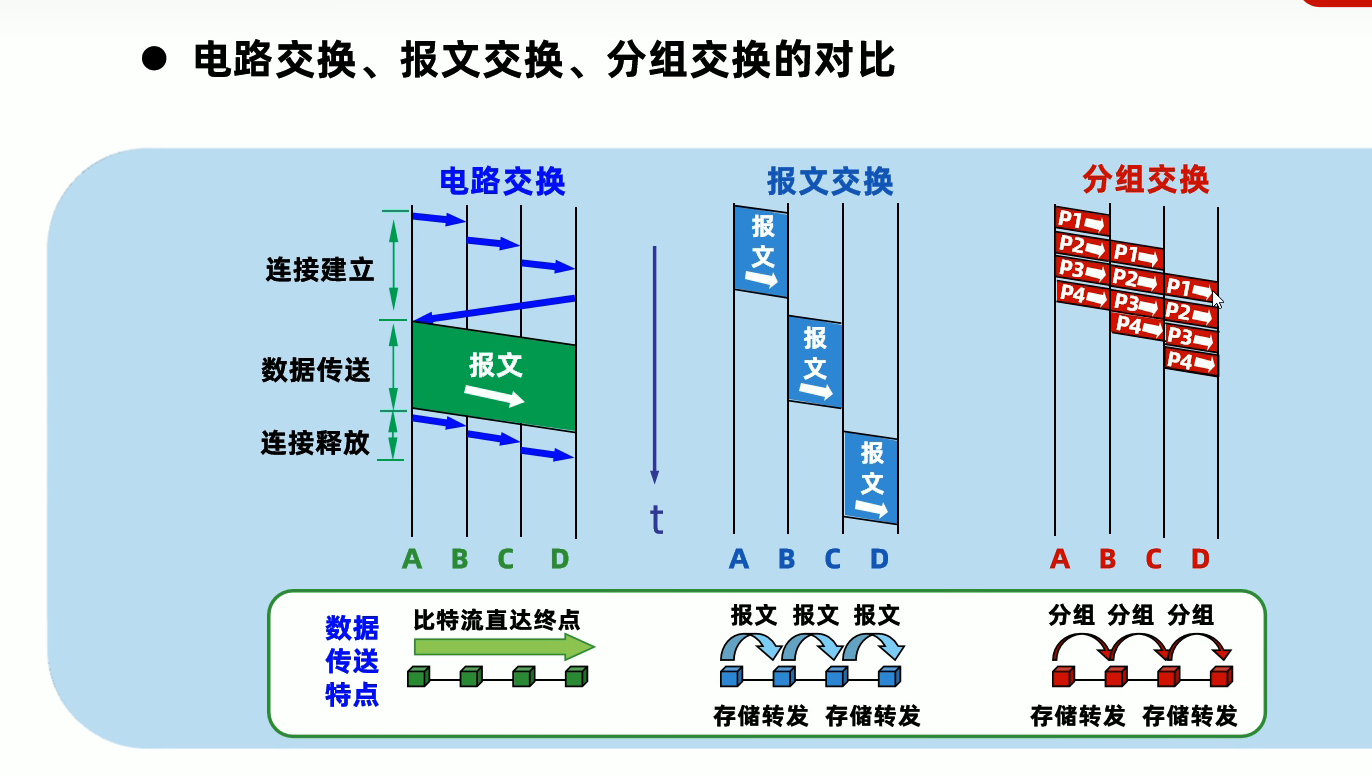 ● 电路交换、报文交换、分组交换的对比
电路交换
连接建立
数据传送
连接释放
报文
A B C D
t
报文交换
报
文
报
文
报
文
A B C D
分组交换
P1
P2 P1
P3 P2 P1
P4 P3 P2
P4 P3
P4
A B C D
数据
传送
特点
比特流直达终点
报文 报文 报文
存储转发 存储转发
分组 分组 分组
存储转发 存储转发